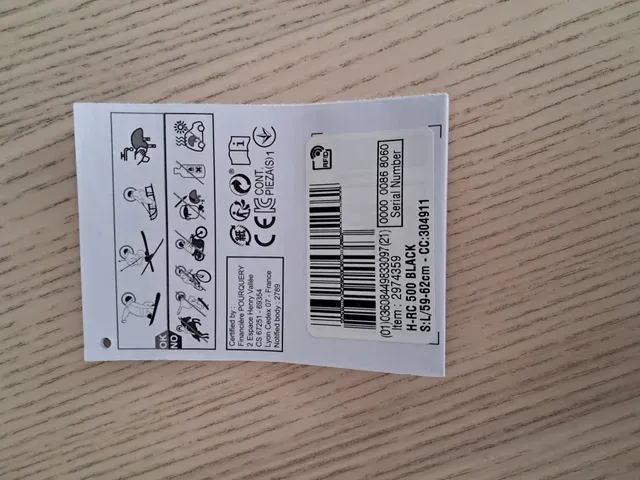 OK
NO
CE
CONT.
PIEZA(S) 1
Certified by :
Financière POURQUERY
2 Espace Henry Vallée
CS 67251 - 69354
Lyon Cedex 07 - France
Notified body : 2789
RFID
(01)03608449833097(21)
0000 0086 8060
Serial Number
Item : 2974359
H-RC 500 BLACK
S:L/59-62cm - CC:304911